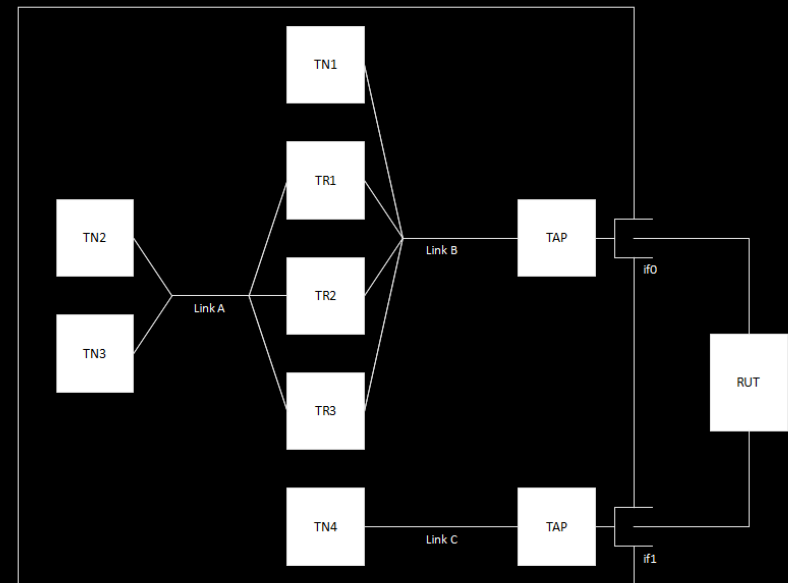 TN1
TR1
TN2
TAP
Link B
if0
TR2
Link A
TN3
RUT
TR3
TN4
TAP
Link C
if1